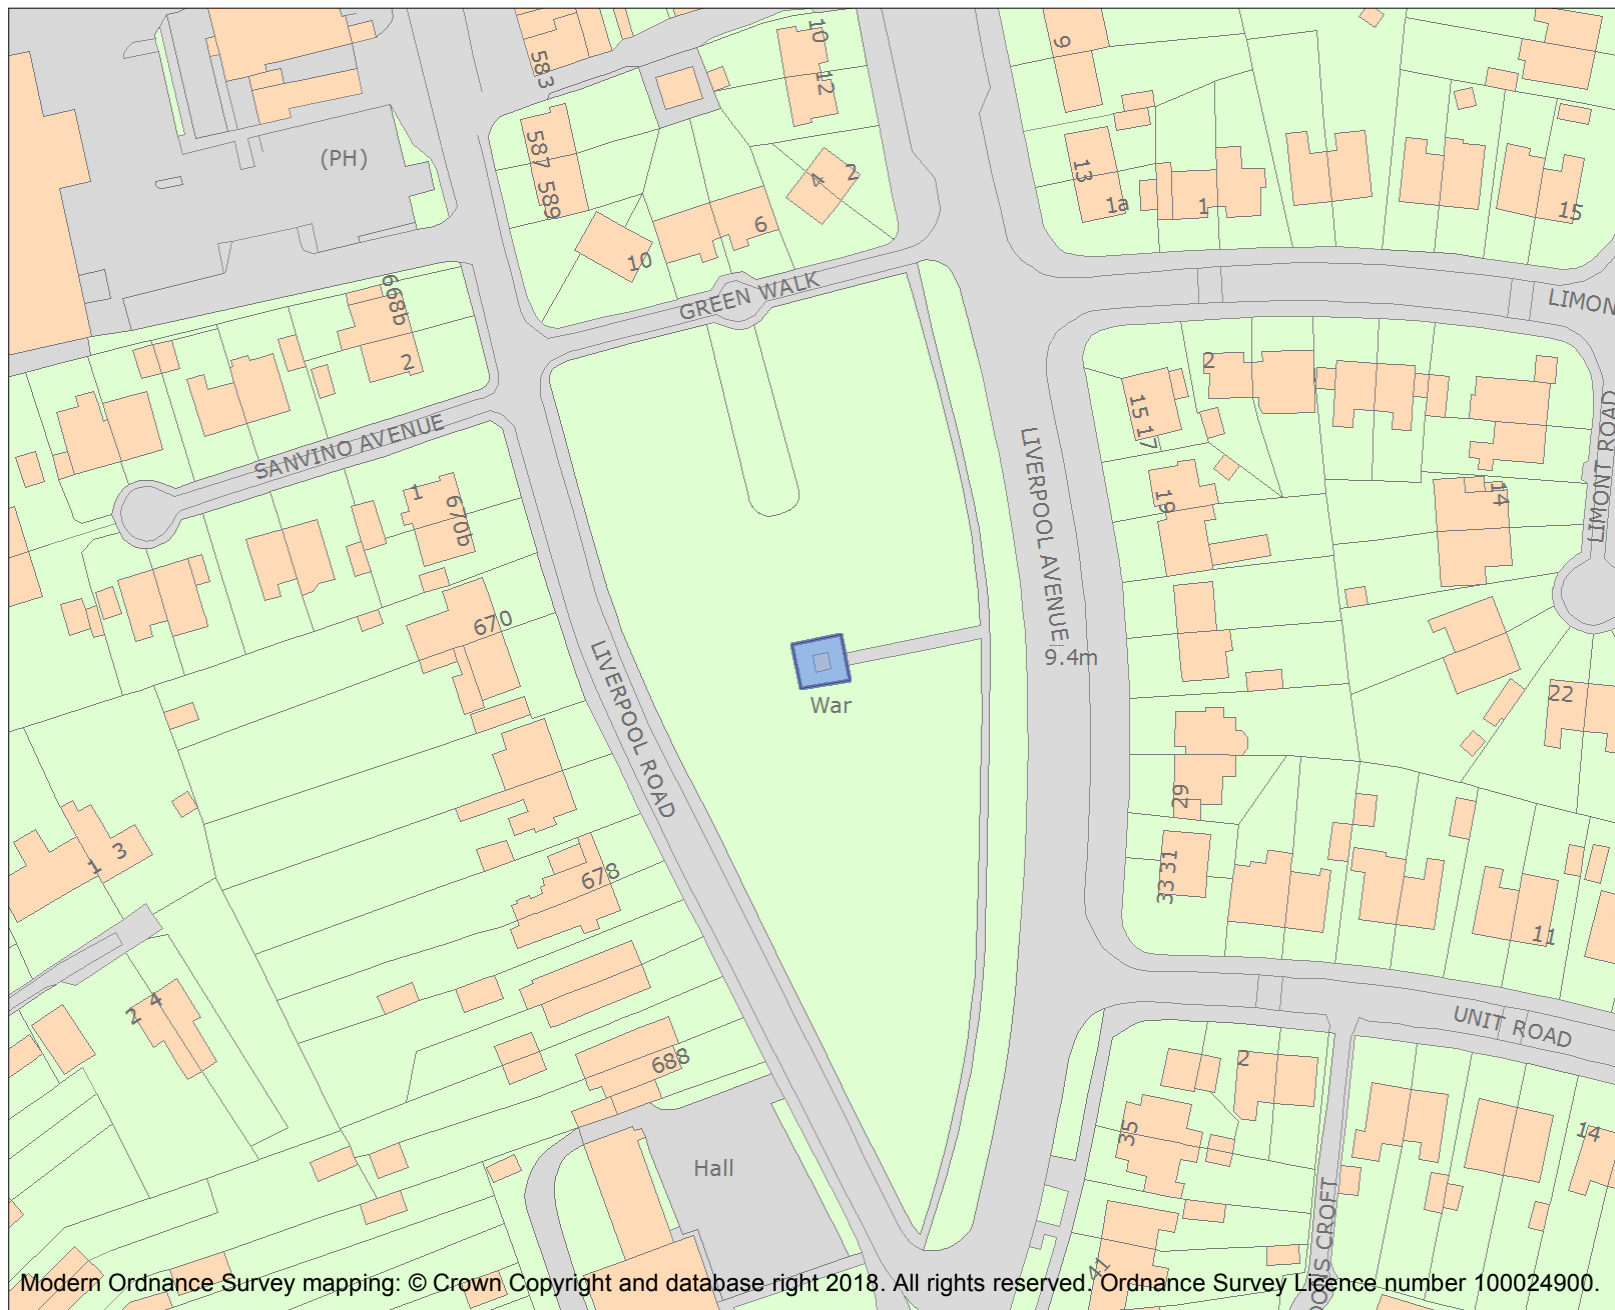 583
10
12
9
(PH)
587
589
4
2
13
1a
1
15
6
10
GREEN WALK
668b
2
LIMON
2
15 17
SANVINO AVENUE
1
670b
LIVERPOOL AVENUE
19
14
LIMONT ROAD
670
9.4m
War
LIVERPOOL ROAD
22
29
1 3
31
33
678
11
2 4
UNIT ROAD
688
2
35
14
Hall
41
OIS CROFT
Modern Ordnance Survey mapping: © Crown Copyright and database right 2018. All rights reserved. Ordnance Survey Licence number 100024900.